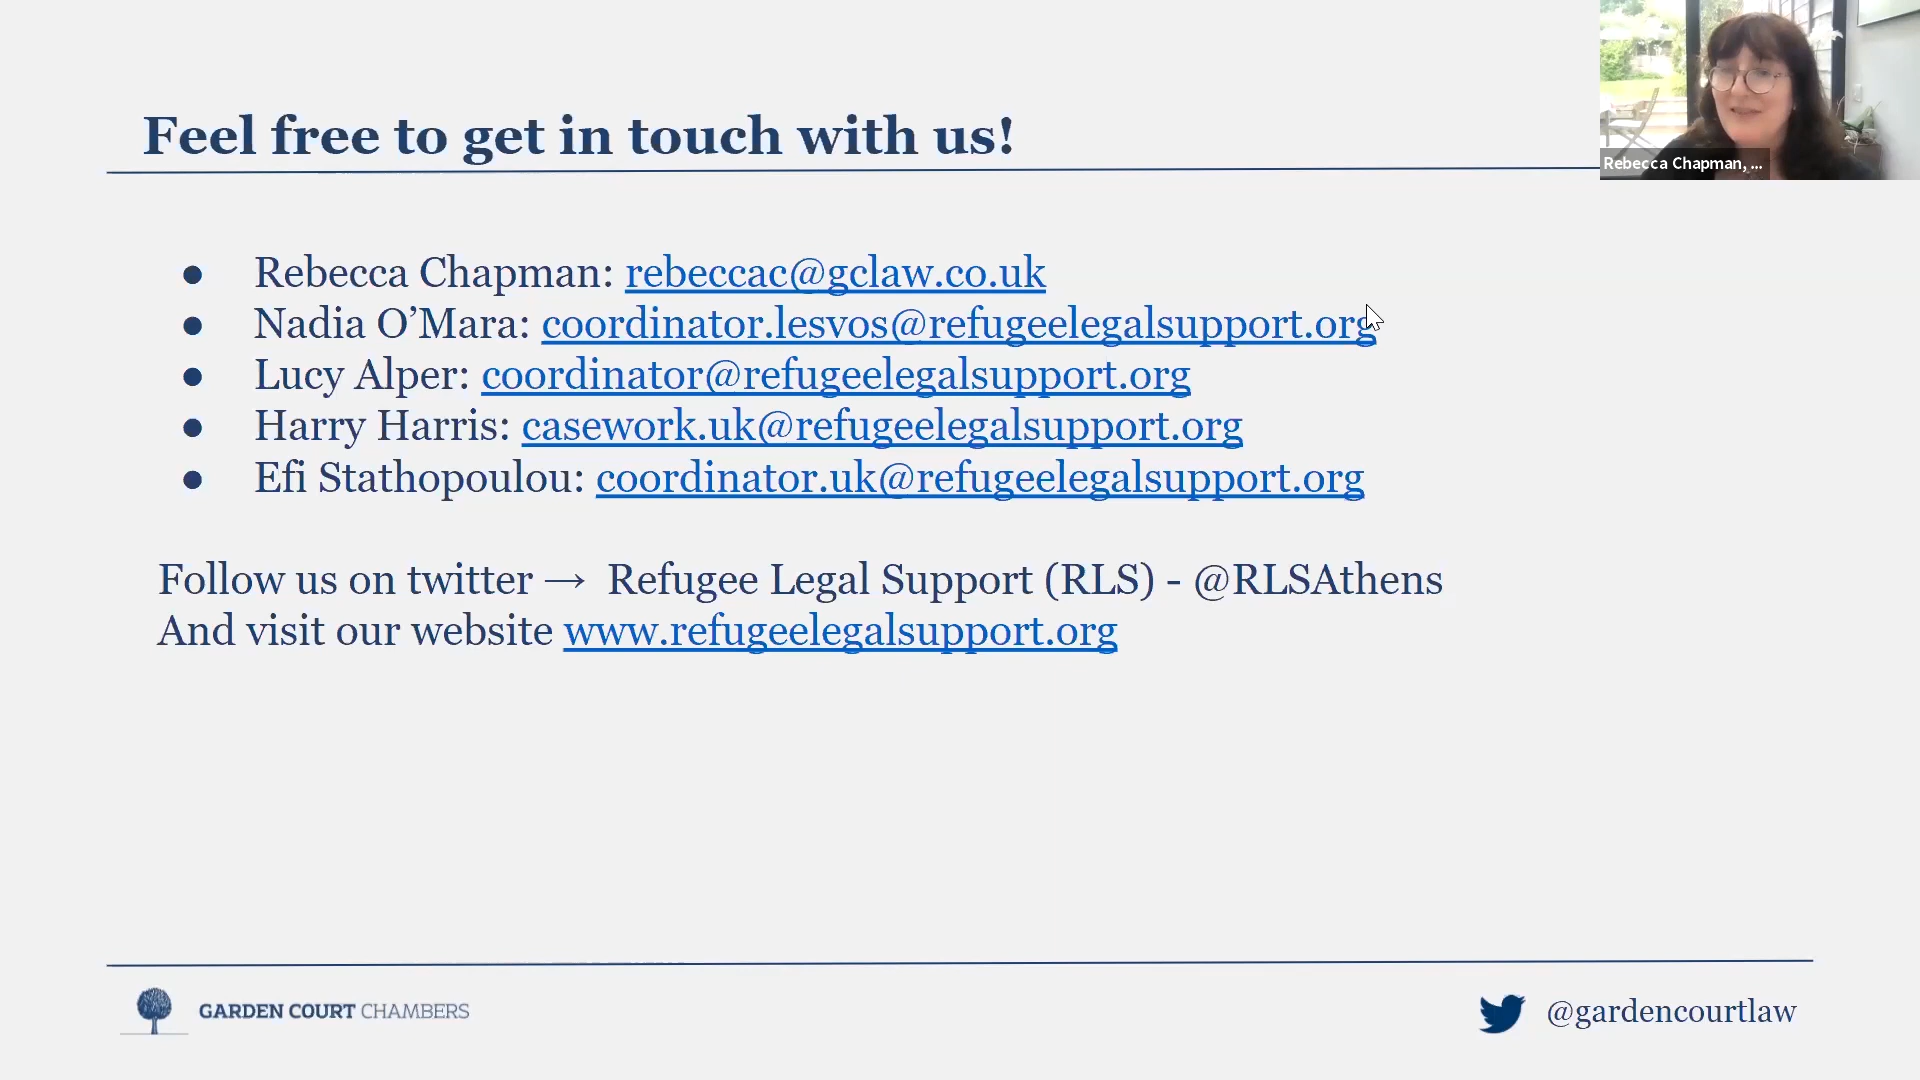 Feel free to get in touch with us!
Rebecca Chapman, ...
● Rebecca Chapman: rebeccac@gclaw.co.uk
● Nadia O’Mara: coordinator.lesvos@refugeelegalsupport.org
● Lucy Alper: coordinator@refugeelegalsupport.org
● Harry Harris: casework.uk@refugeelegalsupport.org
● Efi Stathopoulou: coordinator.uk@refugeelegalsupport.org
Follow us on twitter → Refugee Legal Support (RLS) - @RLSAthens
And visit our website www.refugeelegalsupport.org
GARDEN COURT CHAMBERS
@gardencourtlaw